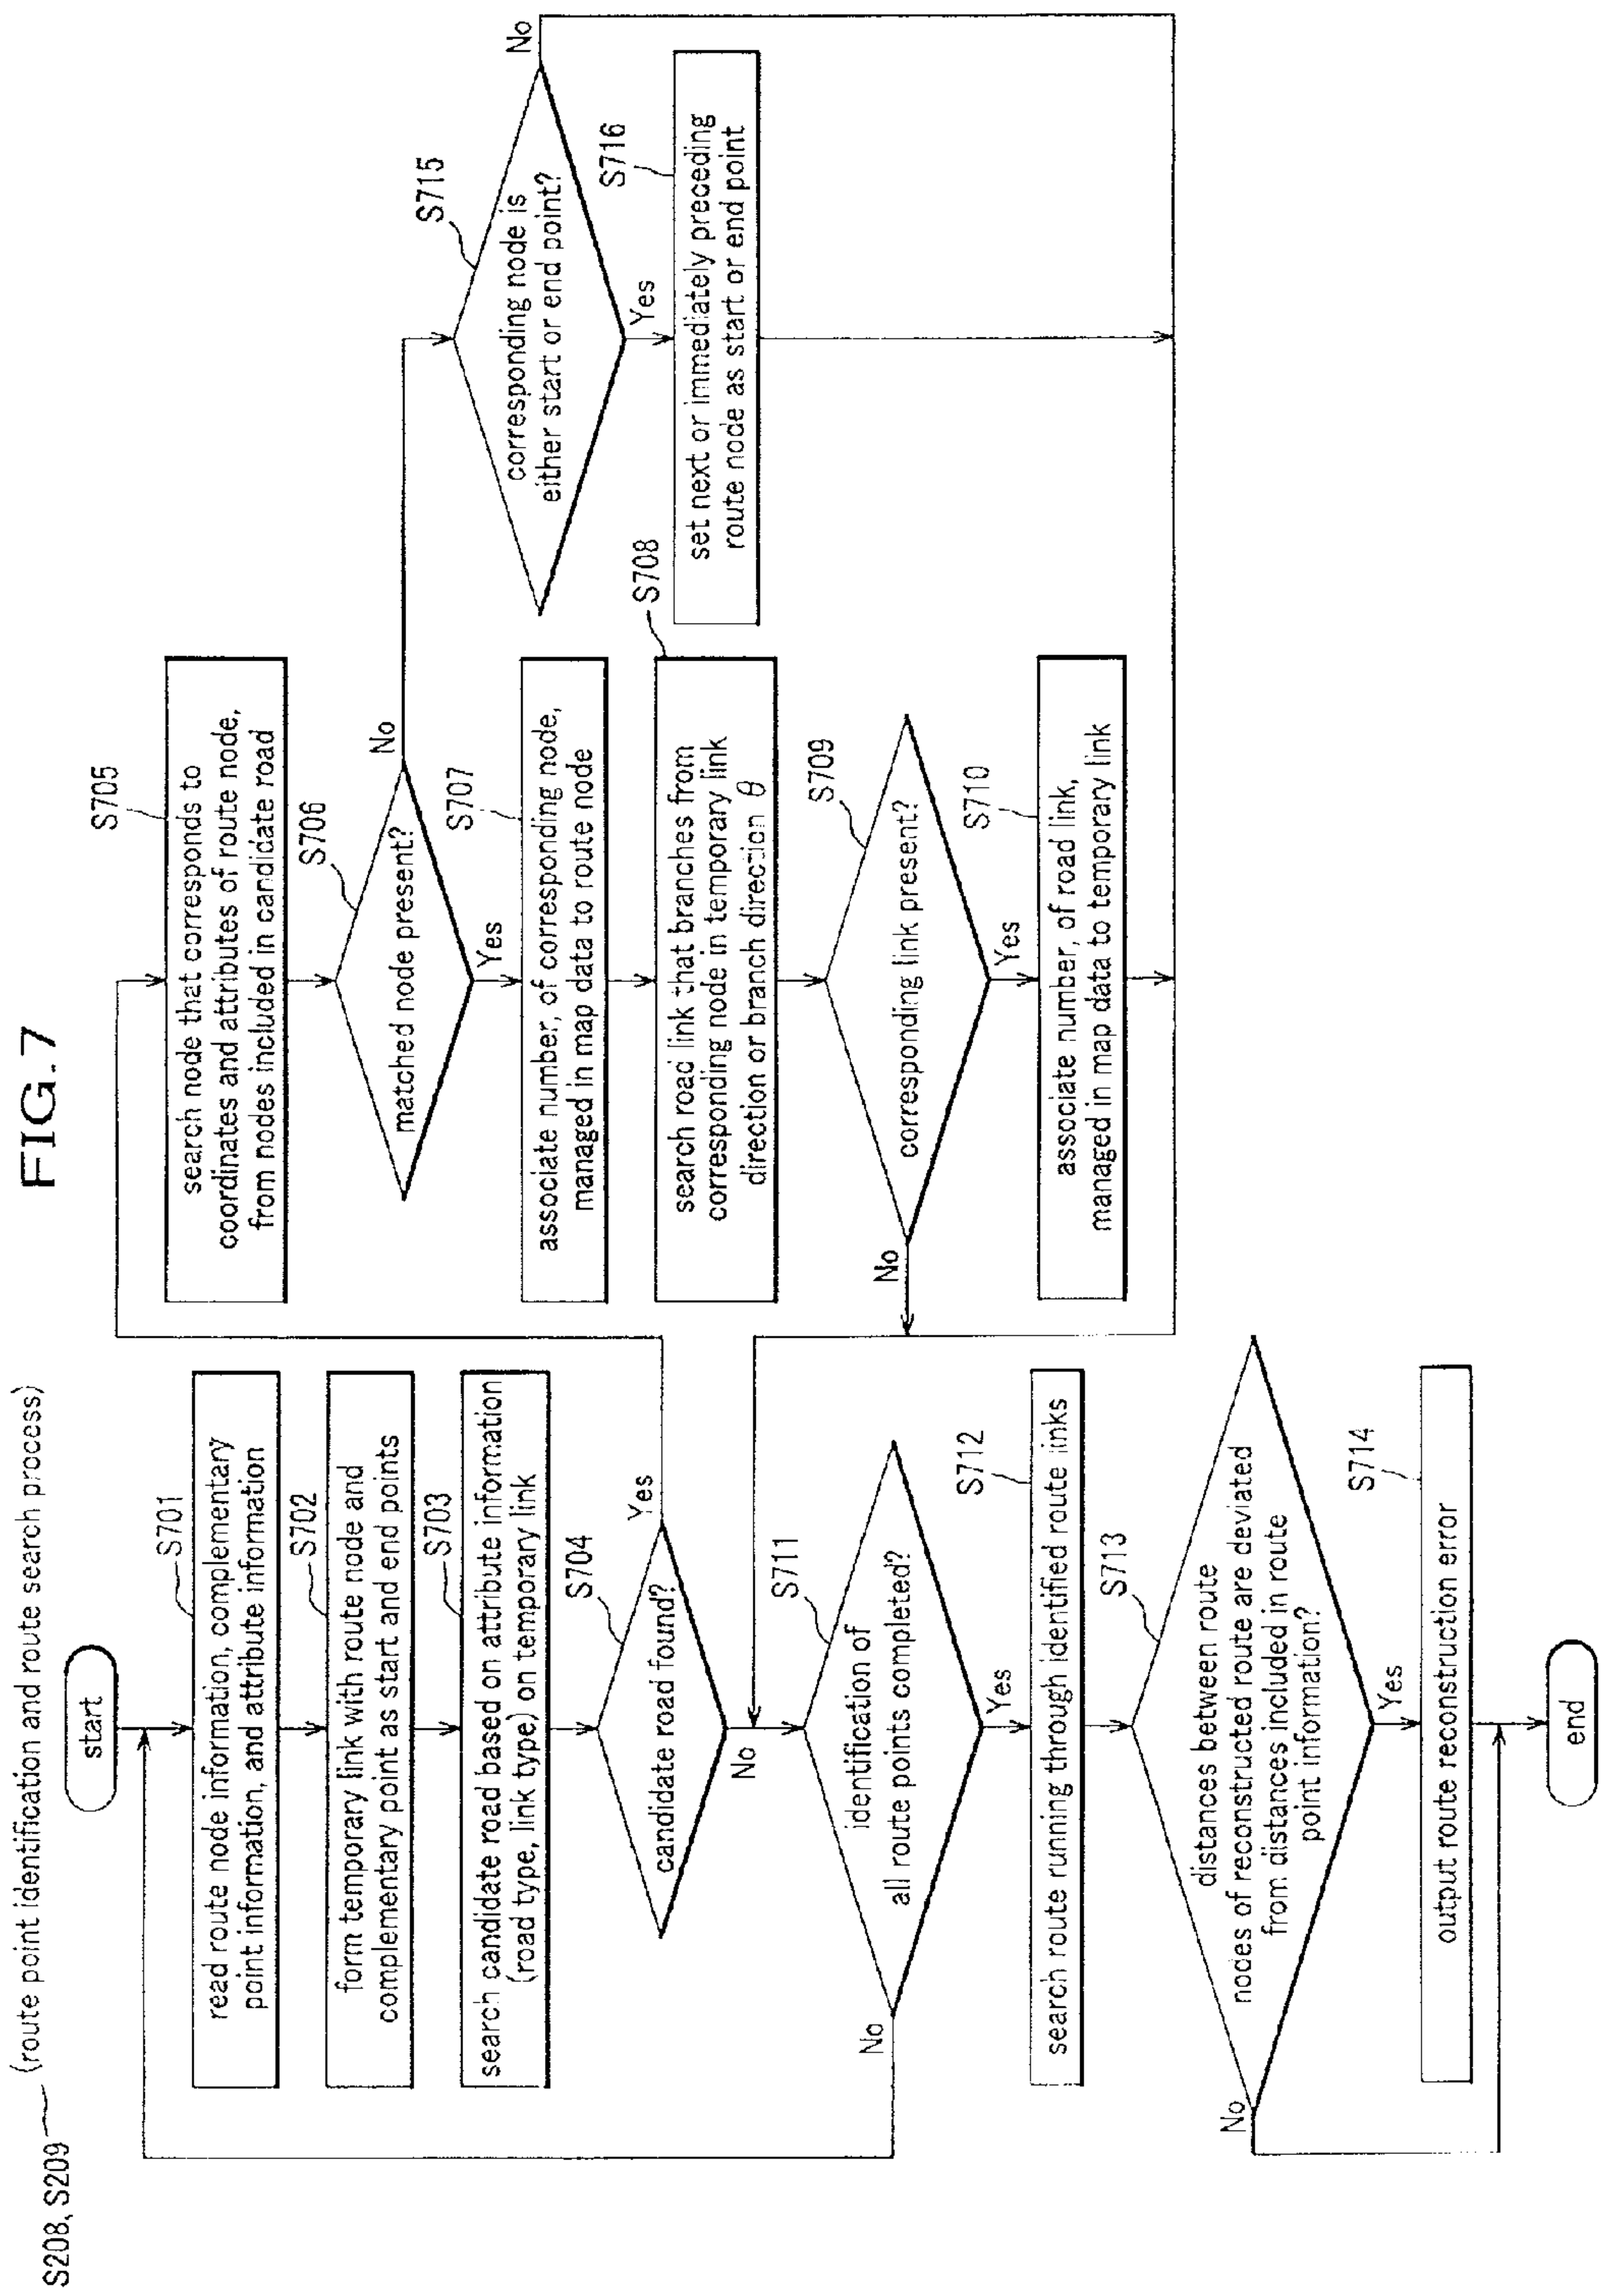 FIG.7
S208, S209 (route point identification and route search process)
start
S701
read route node information, complementary
point information, and attribute information
S702
form temporary link with route node and
complementary point as start and end points
S703
search candidate road based on attribute information
(road type, link type) on temporary link
S704
candidate road found?
Yes
No
S711
identification of
all route points completed?
No
Yes
S712
search route running through identified route links
S713
distances between route
nodes of reconstructed route are deviated
from distances included in route
point information?
No
Yes
S714
output route reconstruction error
end
S705
search node that corresponds to
coordinates and attributes of route node,
from nodes included in candidate road
S706
matched node present?
No
Yes
S707
associate number, of corresponding node,
managed in map data to route node
S708
search road link that branches from
corresponding node in temporary link
direction or branch direction θ
S709
corresponding link present?
No
Yes
S710
associate number, of road link,
managed in map data to temporary link
S715
corresponding node is
either start or end point?
No
Yes
S716
set next or immediately preceding
route node as start or end point